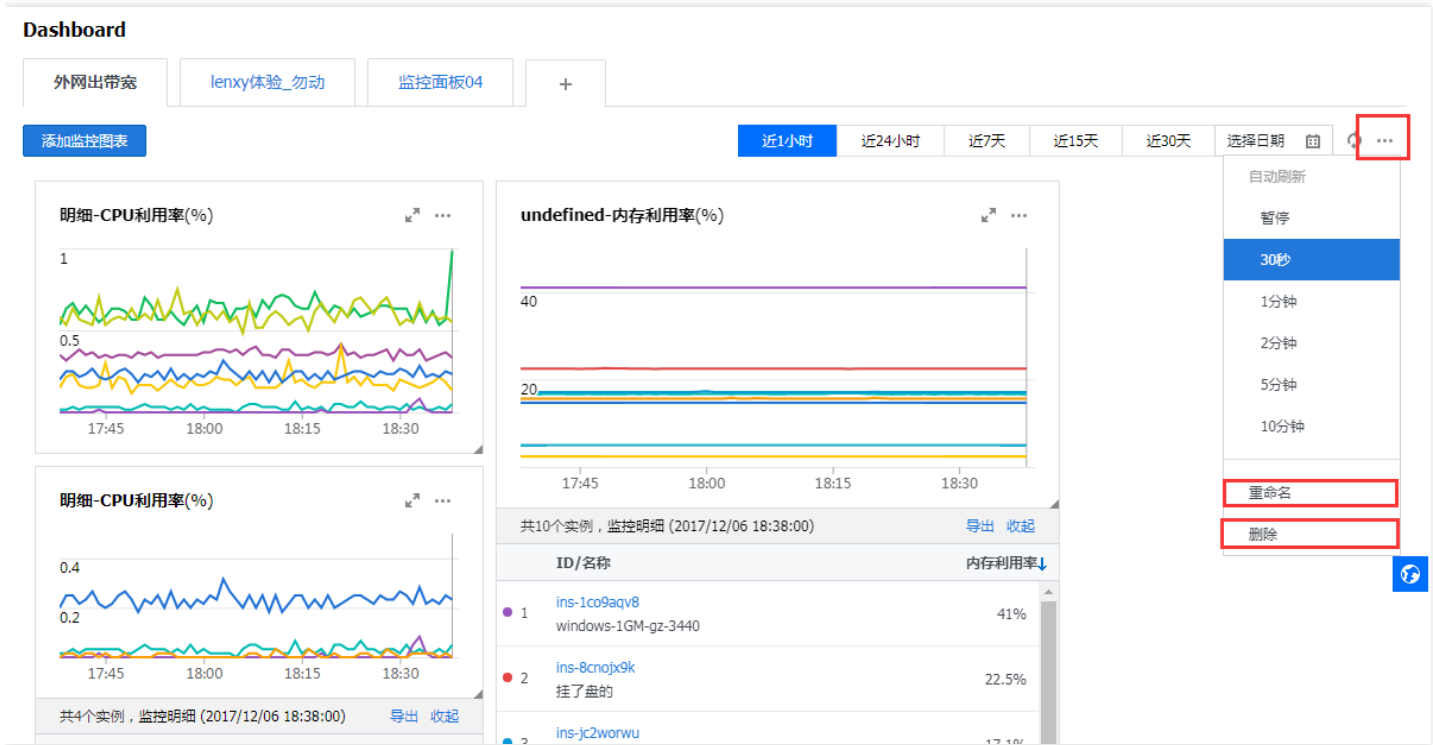 Dashboard
外网出带宽
lenxy体验_勿动
监控面板04
+
添加监控图表
近1小时
近24小时
近7天
近15天
近30天
选择日期
...
自动刷新
暂停
30秒
1分钟
2分钟
5分钟
10分钟
重命名
删除
明细-CPU利用率(%)
...
1
0.5
17:45
18:00
18:15
18:30
undefined-内存利用率(%)
...
40
20
17:45
18:00
18:15
18:30
共10个实例，监控明细 (2017/12/06 18:38:00)
导出 收起
ID/名称
内存利用率↓
1
ins-1co9aqv8
41%
windows-1GM-gz-3440
2
ins-8cnojx9k
22.5%
挂了盘的
3
ins-jc2worwu
17.1%
明细-CPU利用率(%)
...
0.4
0.2
17:45
18:00
18:15
18:30
共4个实例，监控明细 (2017/12/06 18:38:00)
导出 收起